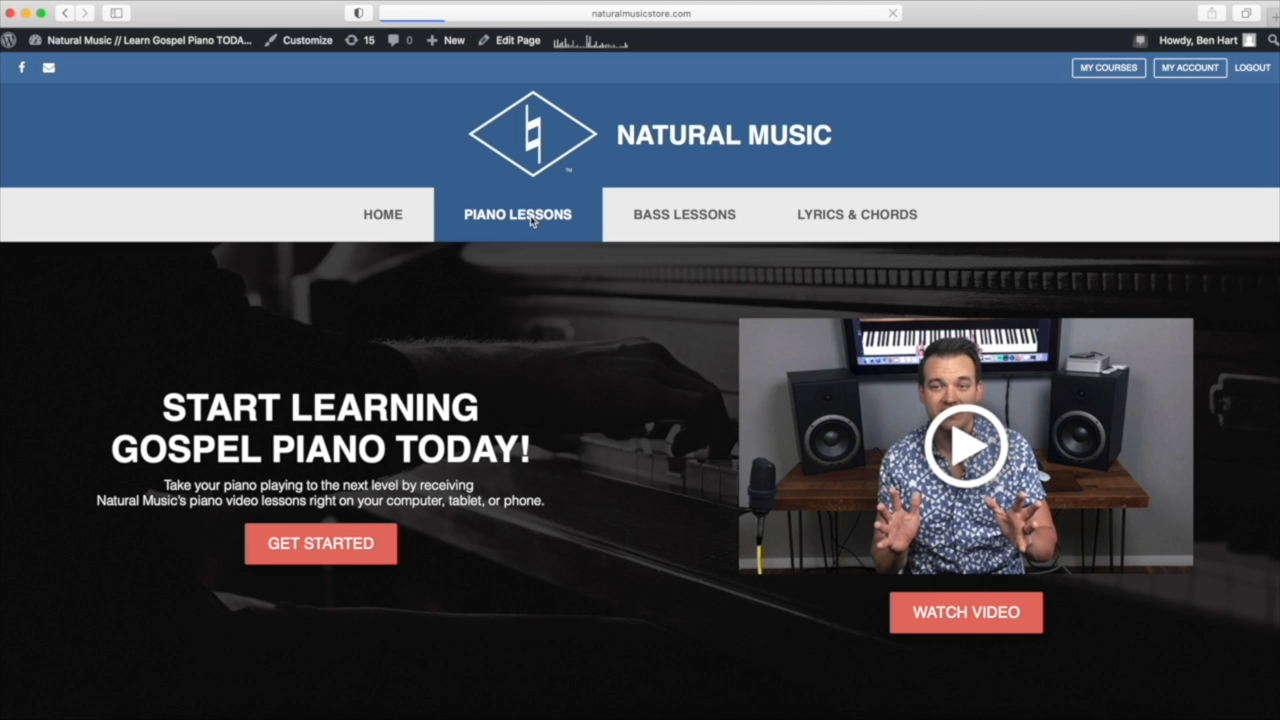 naturalmusicstore.com
Natural Music // Learn Gospel Piano TODA... Customize 15 0 New Edit Page Howdy, Ben Hart
MY COURSES MY ACCOUNT LOGOUT
NATURAL MUSIC
TM
HOME PIANO LESSONS BASS LESSONS LYRICS & CHORDS
START LEARNING
GOSPEL PIANO TODAY!
Take your piano playing to the next level by receiving
Natural Music's piano video lessons right on your computer, tablet, or phone.
GET STARTED
WATCH VIDEO